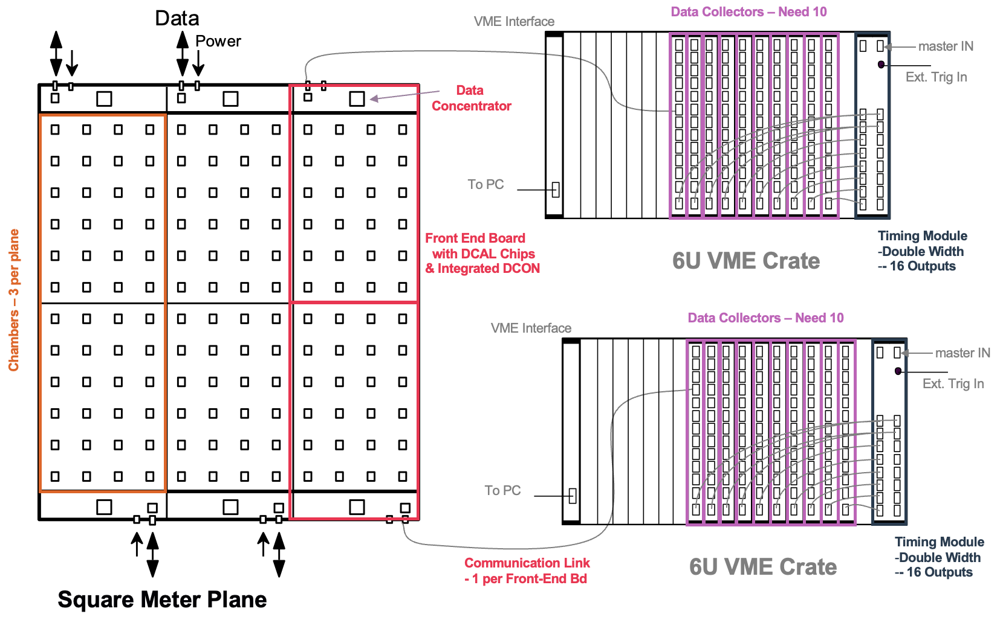 Data
Power
Chambers – 3 per plane
Data
Concentrator
Front End Board
with DCAL Chips
& Integrated DCON
Square Meter Plane
Communication Link
- 1 per Front-End Bd
VME Interface
Data Collectors – Need 10
master IN
Ext. Trig In
To PC
6U VME Crate
Timing Module
-Double Width
-- 16 Outputs
VME Interface
Data Collectors – Need 10
master IN
Ext. Trig In
To PC
6U VME Crate
Timing Module
-Double Width
-- 16 Outputs